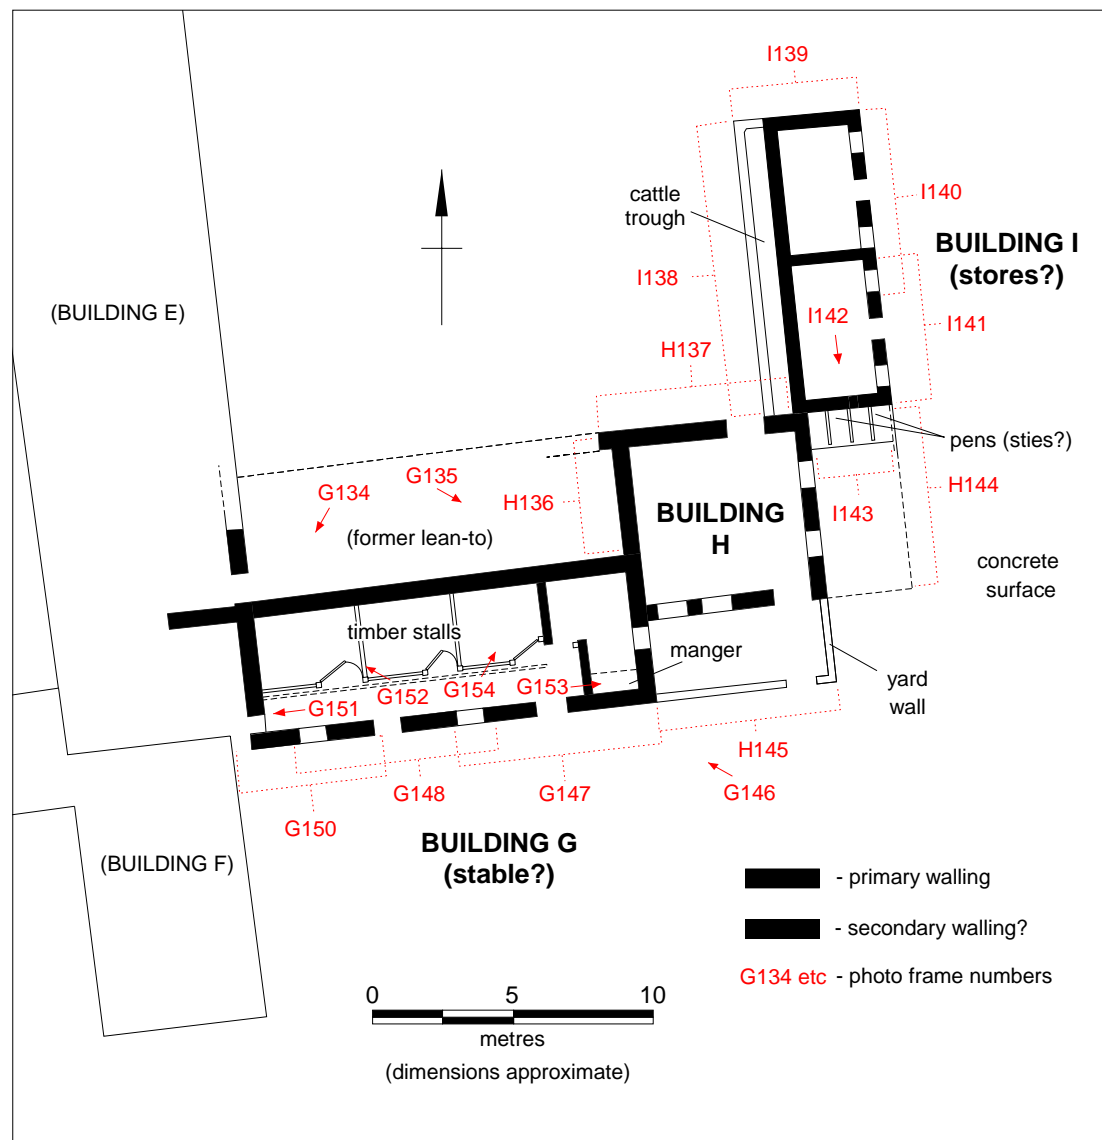 I139
cattle
trough
I140
BUILDING I
(stores?)
I138
(BUILDING E)
I142
I141
H137
pens (sties?)
G134
G135
H136
BUILDING
H
I143
H144
(former lean-to)
concrete
surface
timber stalls
manger
G151
G152
G154
G153
yard
wall
H145
G148
G147
G146
G150
BUILDING G
(stable?)
(BUILDING F)
- primary walling
- secondary walling?
G134 etc - photo frame numbers
0 5 10
metres
(dimensions approximate)